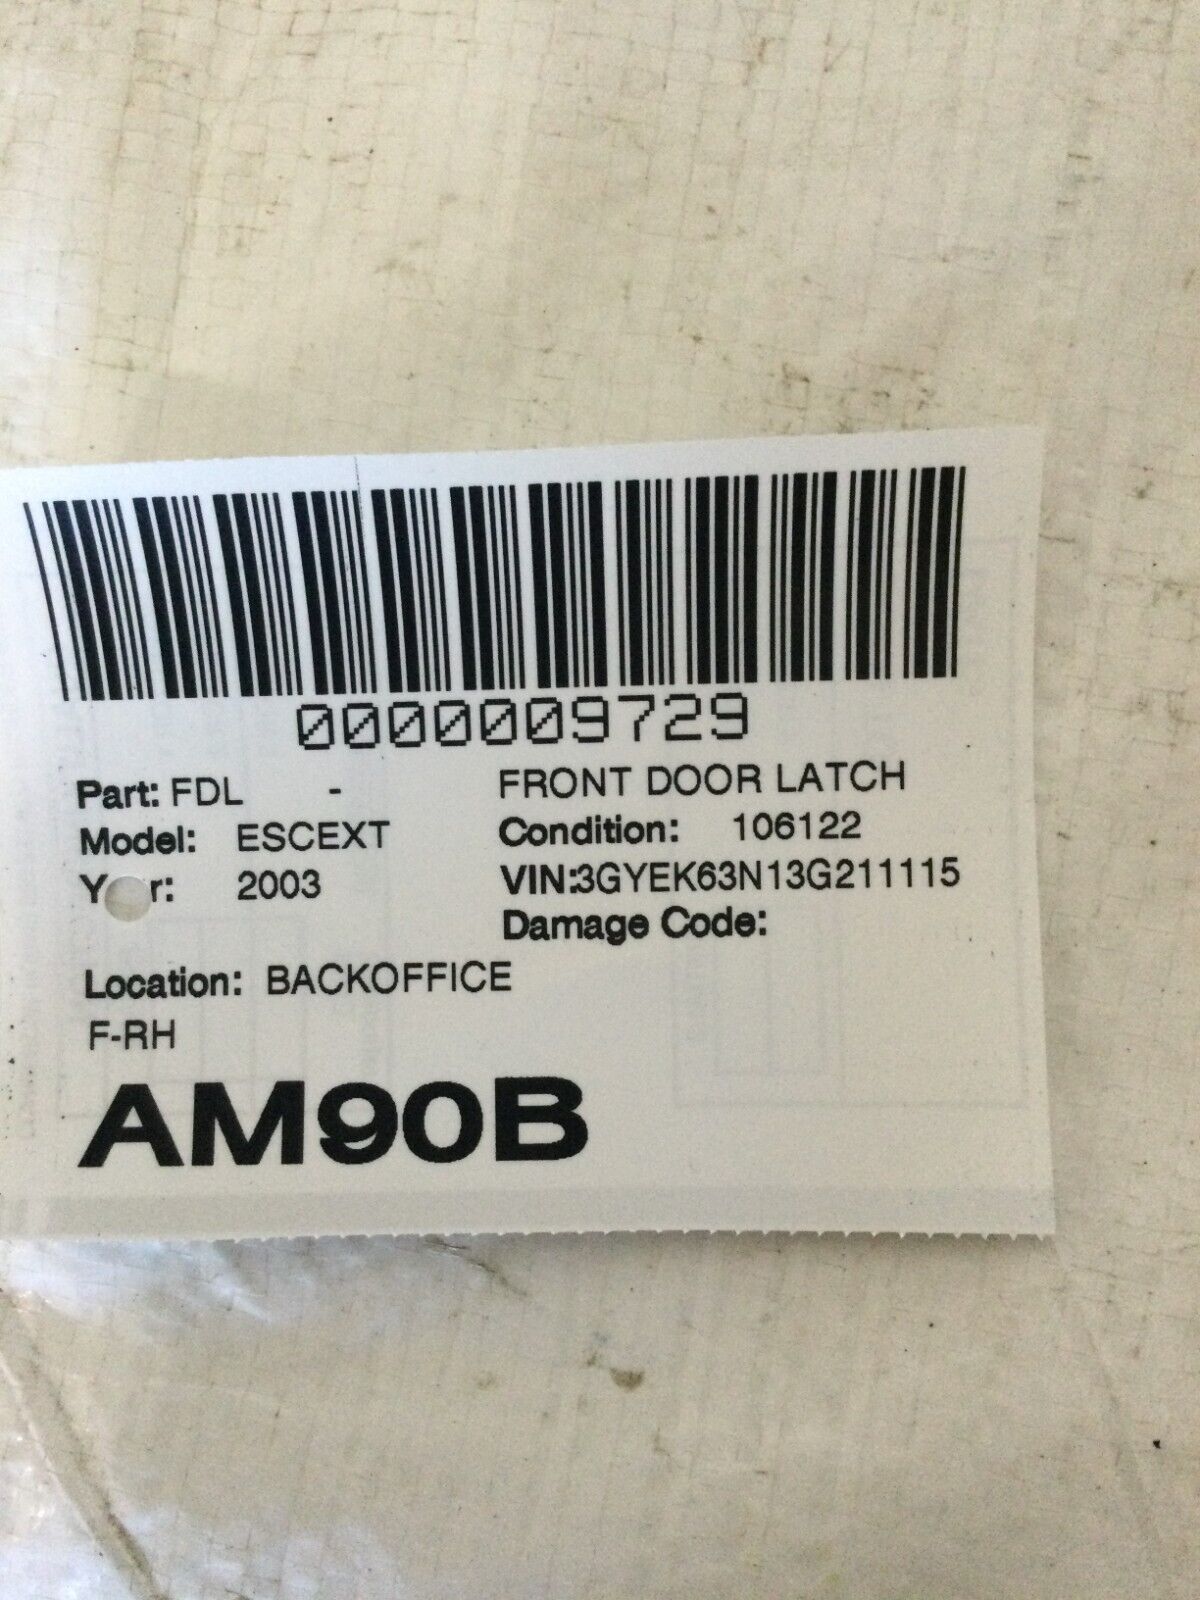 0000009729
Part: FDL - FRONT DOOR LATCH
Model: ESCEXT Condition: 106122
2003 VIN:3GYEK63N13G211115
Damage Code:
Location: BACKOFFICE
F-RH
AM90B